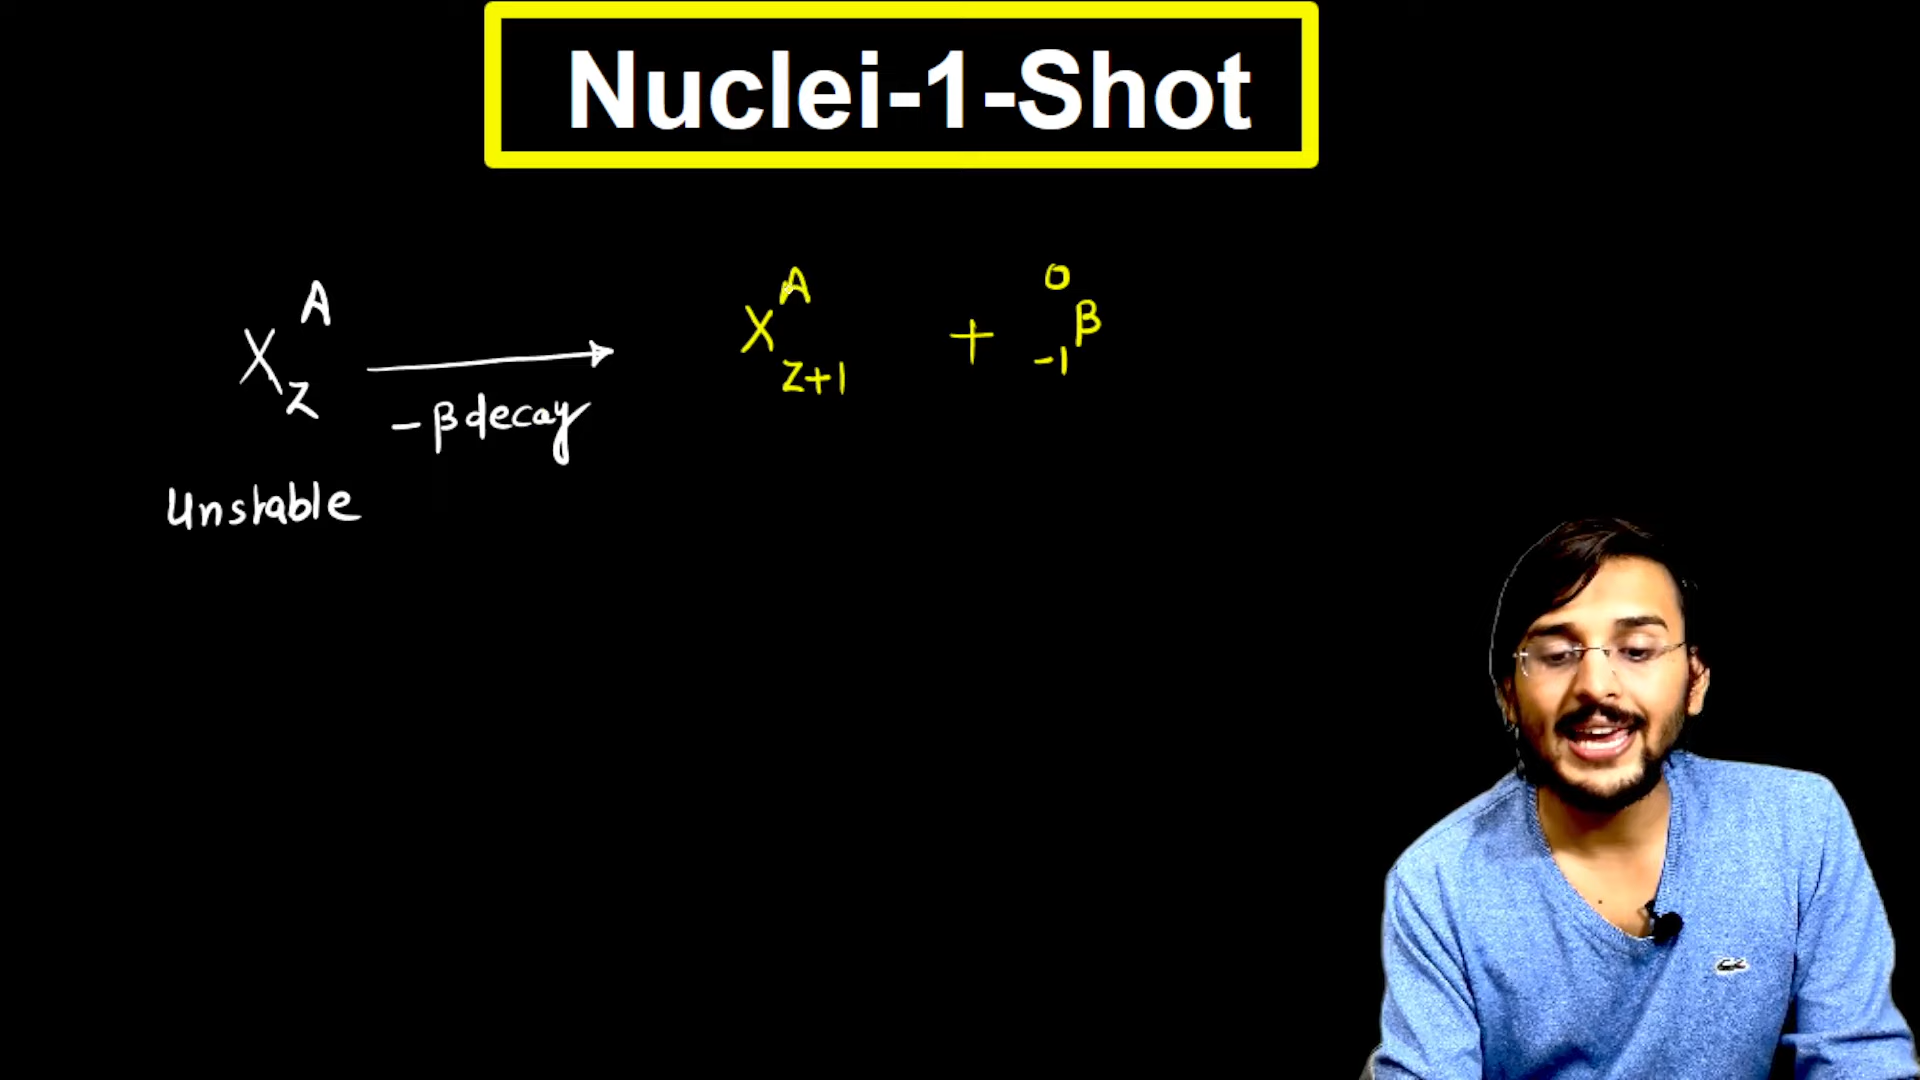 Nuclei-1-Shot
X A Z → X A Z+1 + 0 -1 β
-β decay
Unstable